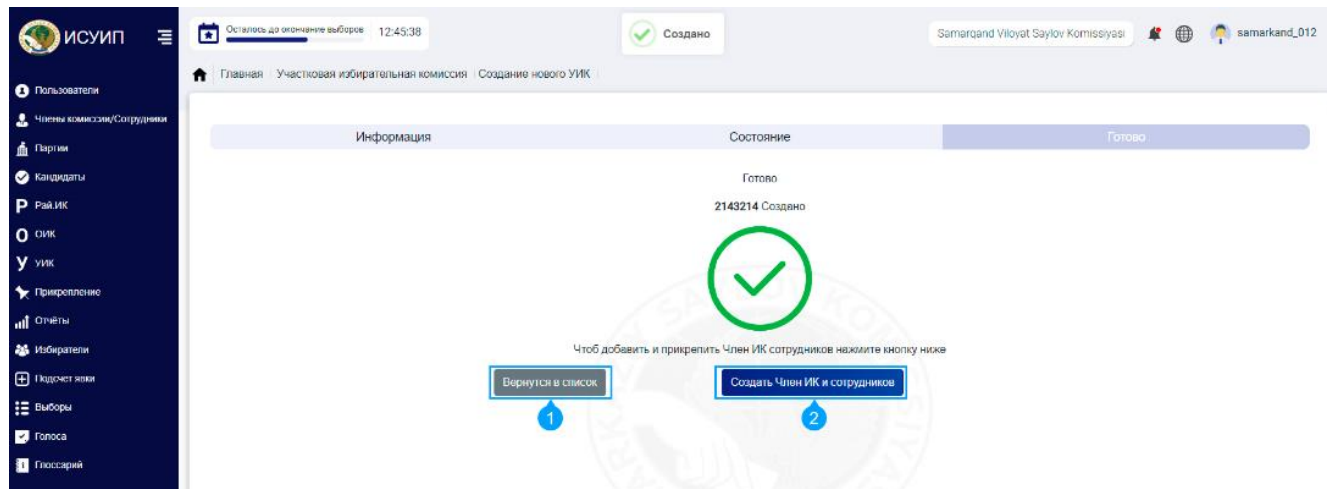 ИСУИП
Осталось до окончание выборов 12:45:38
Создано
Samarqand Viloyat Saylov Komissiyasi
samarkand_012
Главная Участковая избирательная комиссия Создание нового УИК
Пользователи
Члены комиссии/Сотрудники
Партии
Кандидаты
P Рай.ИК
О ОИК
У УИК
Прикрепление
Отчёты
Избиратели
Подсчет явки
Выборы
Голоса
Глоссарий
Информация Состояние Готово
Готово
2143214 Создано
Чтоб добавить и прикрепить Член ИК сотрудников нажмите кнопку ниже
Вернутся в список Создать Член ИК и сотрудников
1 2